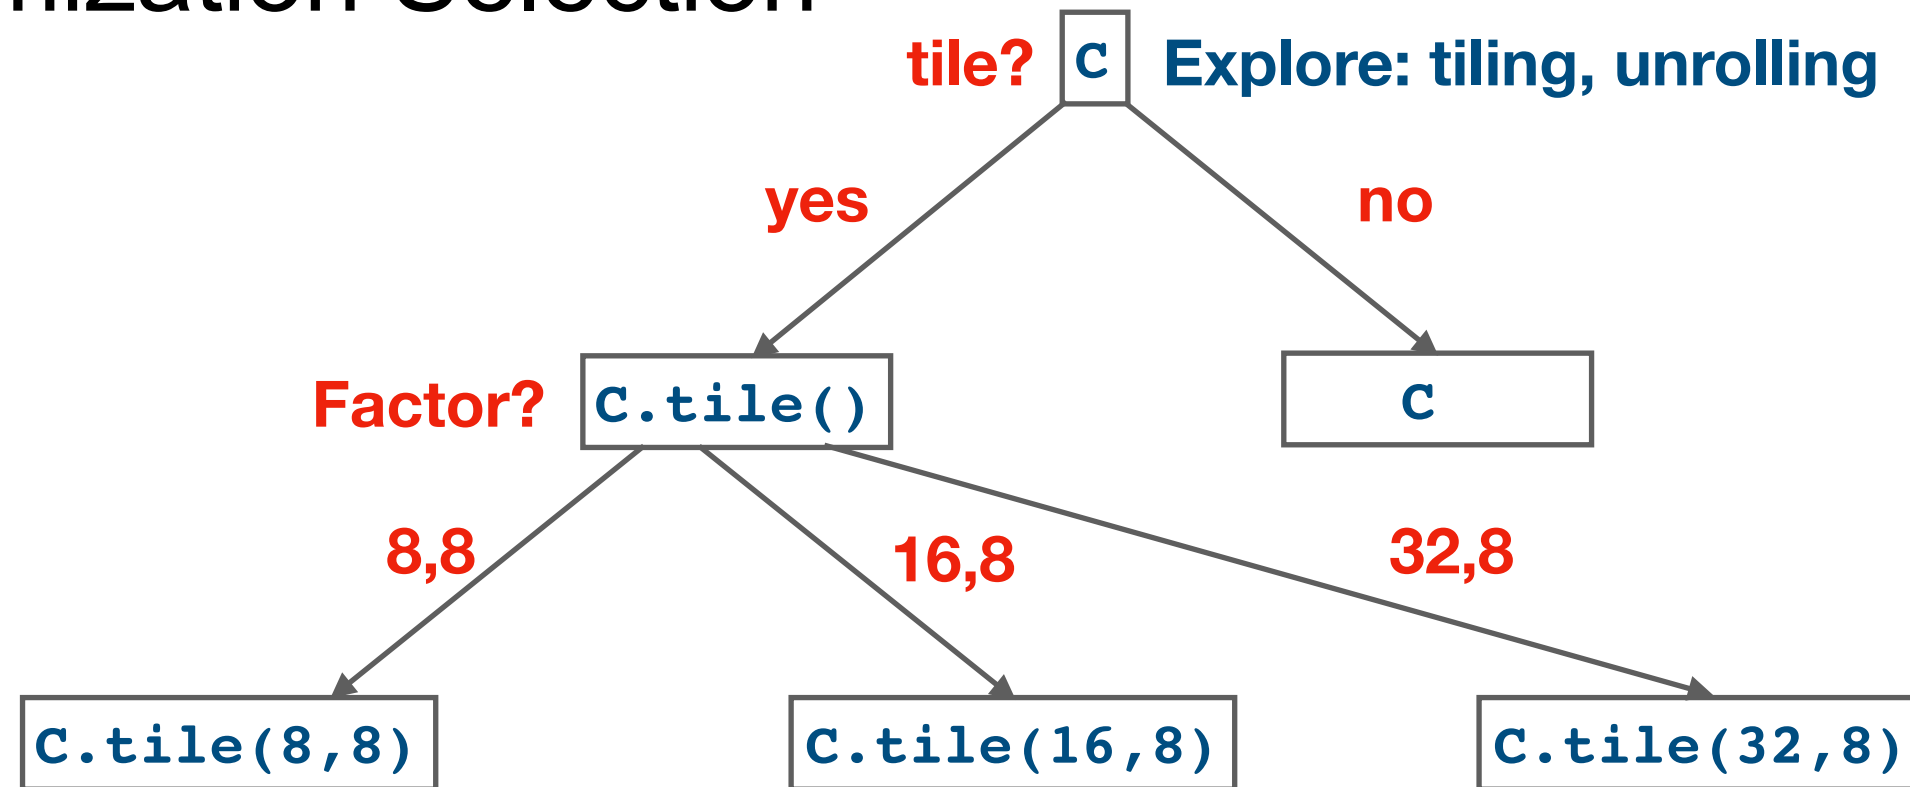 Selection
tile? C Explore: tiling, unrolling
yes no
Factor? C.tile() C
8,8 16,8 32,8
C.tile(8,8) C.tile(16,8) C.tile(32,8)